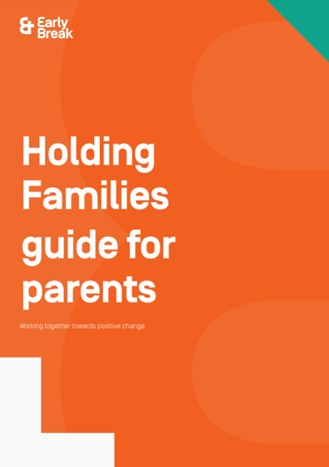 Early
Break
Holding
Families
guide for
parents
Working together towards positive change